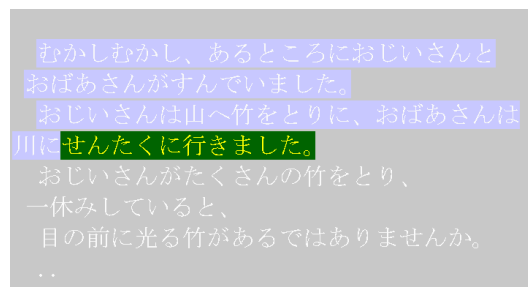 むかしむかし、あるところにおじいさんと
おばあさんがすんでいました。
おじいさんは山へ竹をとりに、おばあさんは
川にせんたくに行きました。
おじいさんがたくさんの竹をとり、
一休みしていると、
目の前に光る竹があるではありませんか。
..